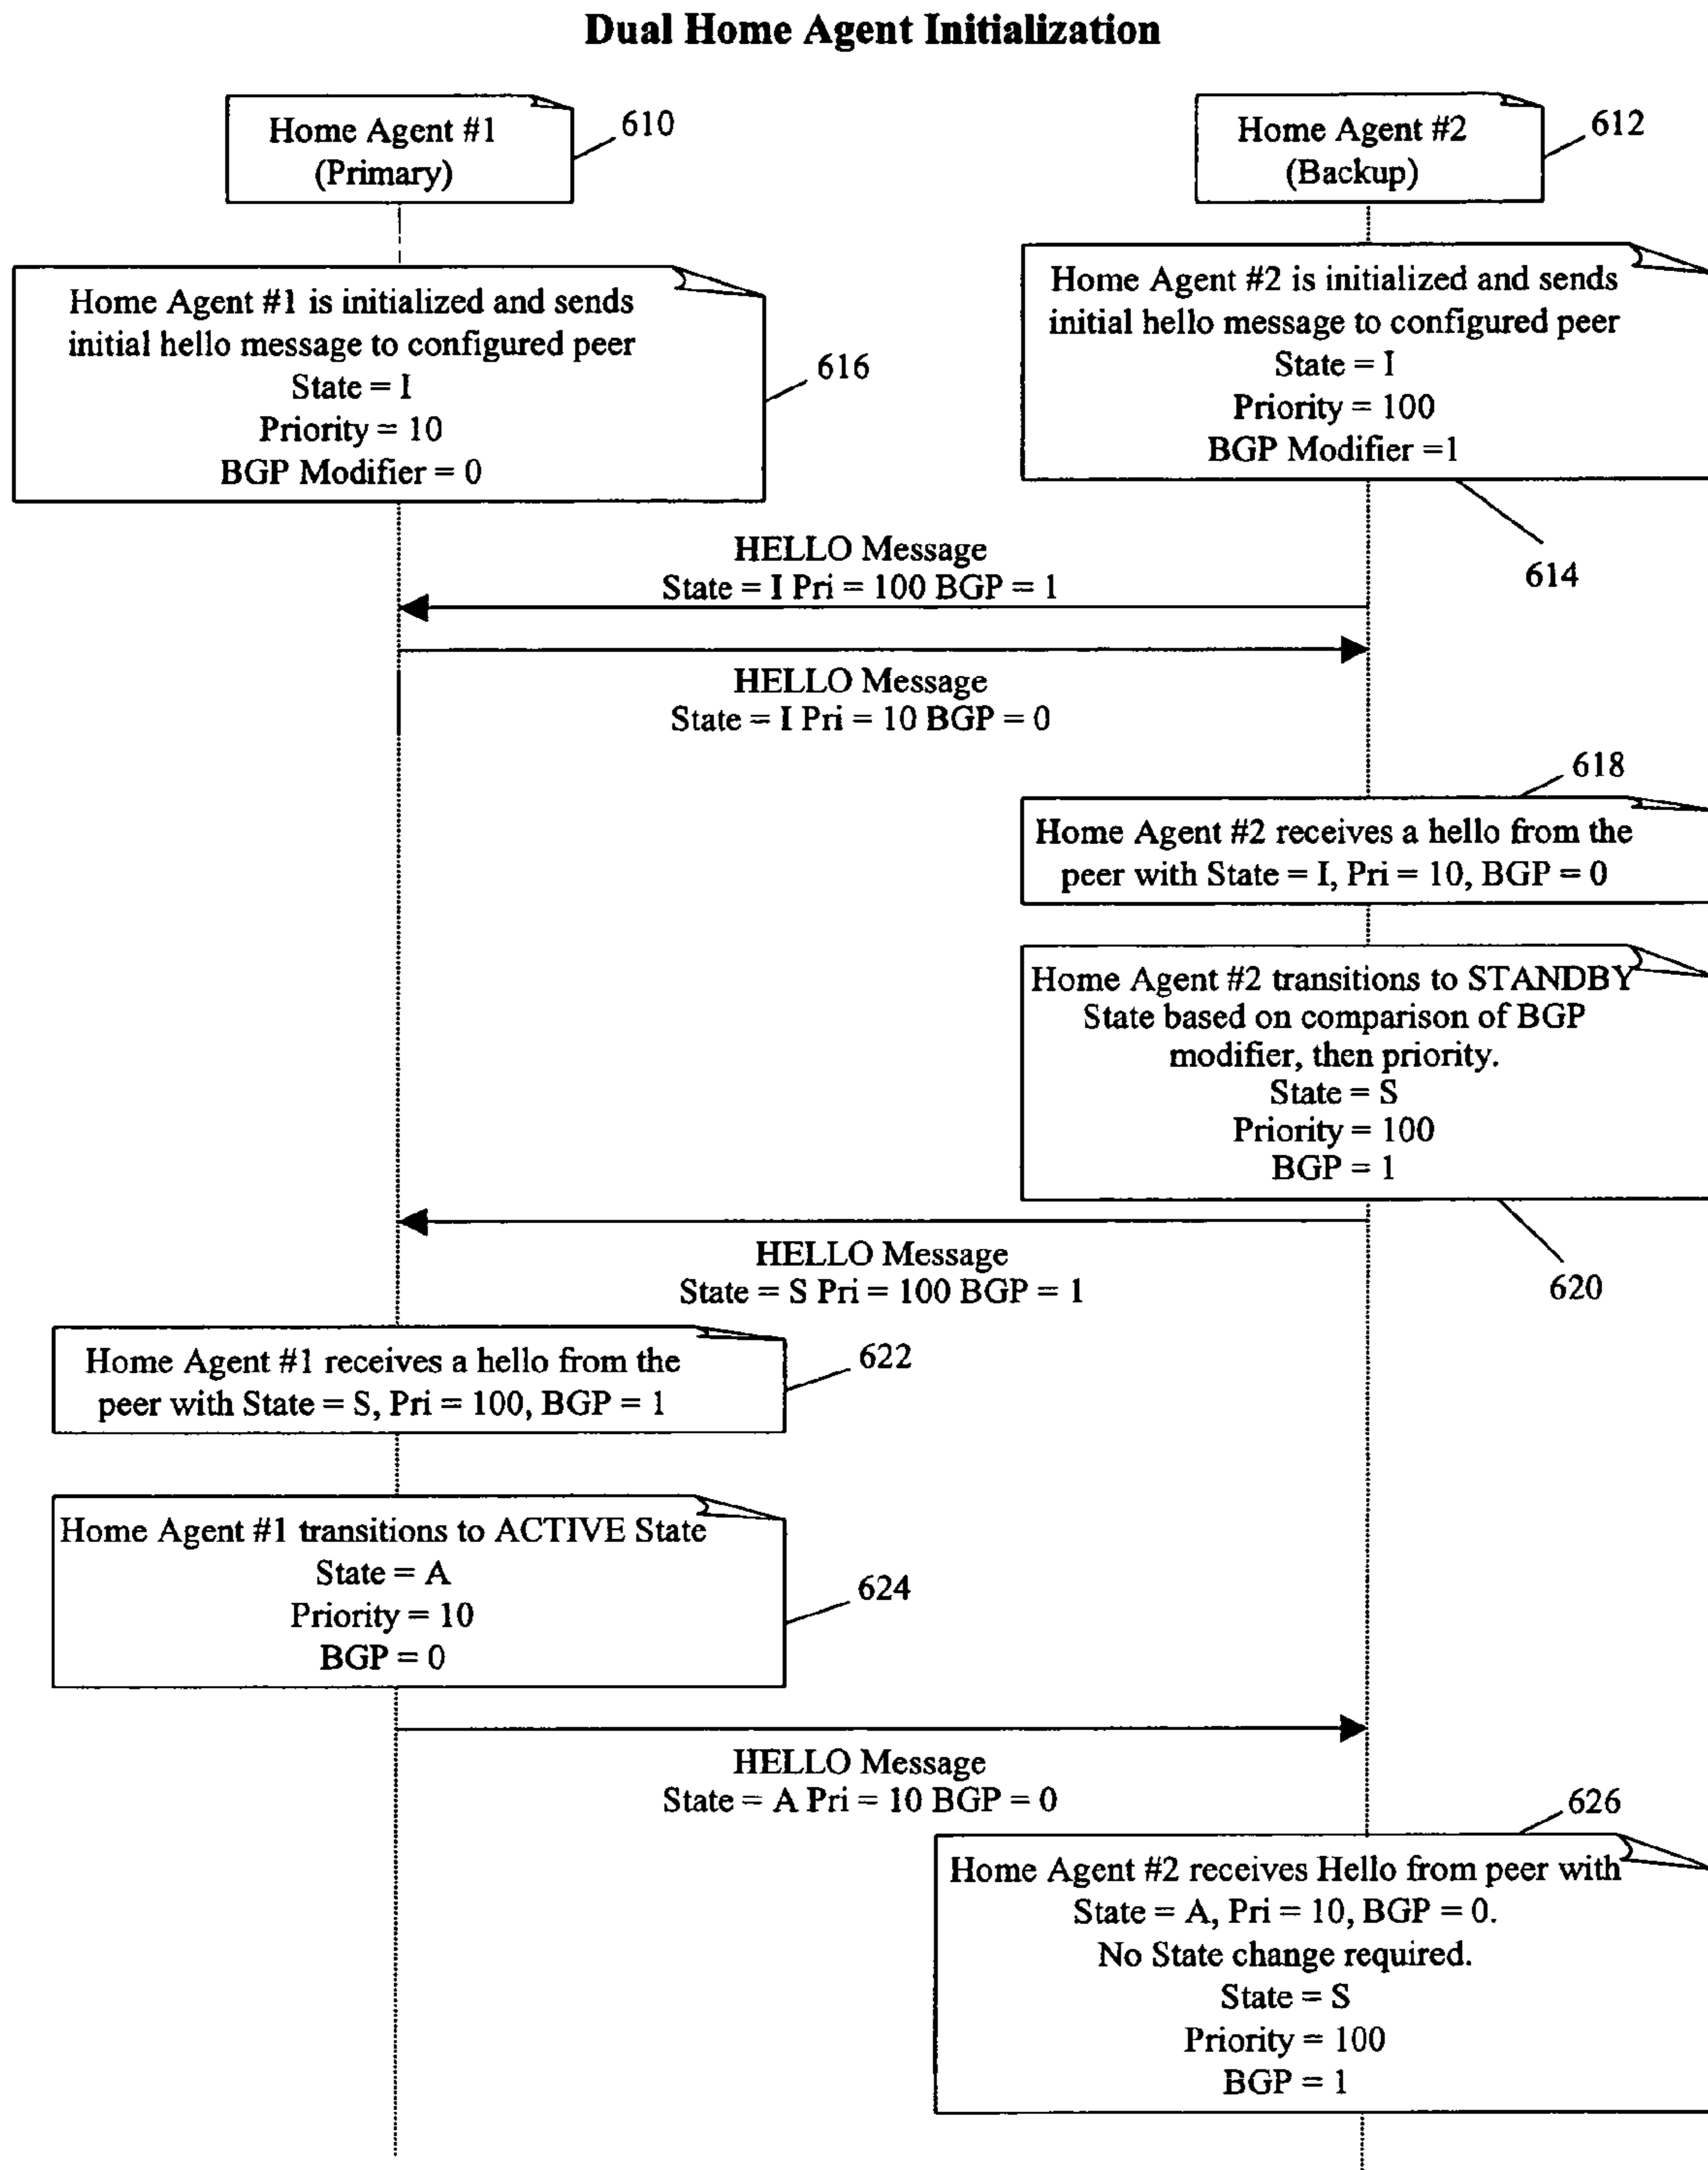 Dual Home Agent Initialization
Home Agent #1
(Primary)
610
Home Agent #2
(Backup)
612
Home Agent #1 is initialized and sends
initial hello message to configured peer
State = I
Priority = 10
BGP Modifier = 0
616
Home Agent #2 is initialized and sends
initial hello message to configured peer
State = I
Priority = 100
BGP Modifier =1
614
HELLO Message
State = I Pri = 100 BGP = 1
HELLO Message
State = I Pri = 10 BGP = 0
618
Home Agent #2 receives a hello from the
peer with State = I, Pri = 10, BGP = 0
Home Agent #2 transitions to STANDBY
State based on comparison of BGP
modifier, then priority.
State = S
Priority = 100
BGP = 1
620
HELLO Message
State = S Pri = 100 BGP = 1
Home Agent #1 receives a hello from the
peer with State = S, Pri = 100, BGP = 1
622
Home Agent #1 transitions to ACTIVE State
State = A
Priority = 10
BGP = 0
624
HELLO Message
State = A Pri = 10 BGP = 0
626
Home Agent #2 receives Hello from peer with
State = A, Pri = 10, BGP = 0.
No State change required.
State = S
Priority = 100
BGP = 1